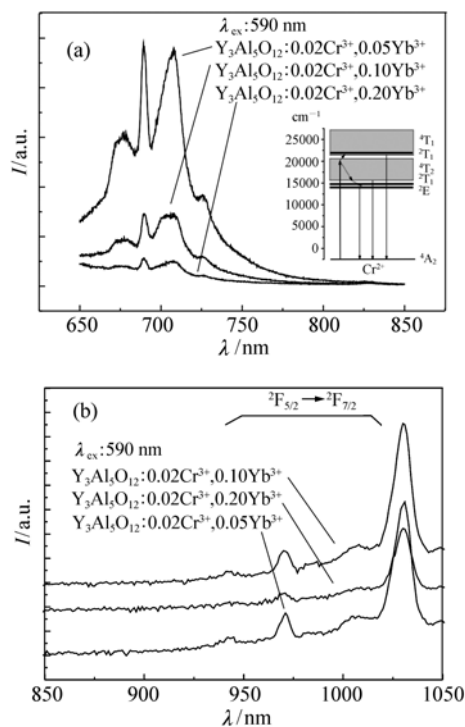 (a)
λex:590 nm
Y3Al5O12:0.02Cr3+,0.05Yb3+
Y3Al5O12:0.02Cr3+,0.10Yb3+
Y3Al5O12:0.02Cr3+,0.20Yb3+
I/a.u.
cm−1
25000
20000
15000
15000
10000
5000
0
4T1
2T1
4T2
2T1
2E
4A2
Cr2+
650
700
750
800
850
λ/nm
(b)
2F5/2 → 2F7/2
λex:590 nm
Y3Al5O12:0.02Cr3+,0.10Yb3+
Y3Al5O12:0.02Cr3+,0.20Yb3+
Y3Al5O12:0.02Cr3+,0.05Yb3+
I/a.u.
850
900
950
1000
1050
λ/nm